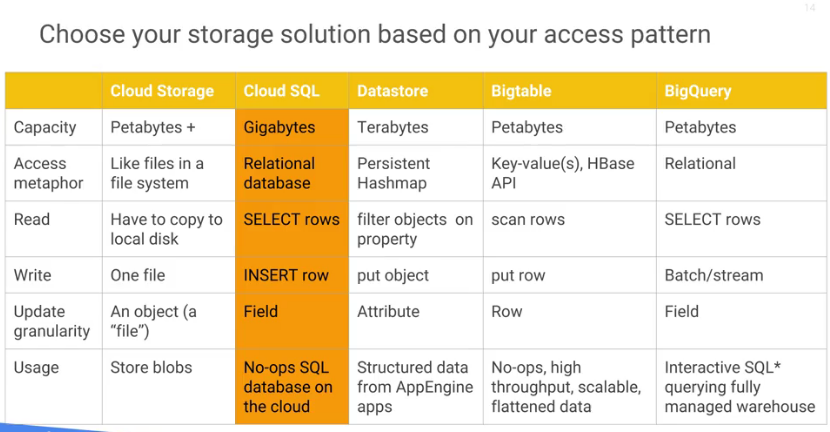 14
Choose your storage solution based on your access pattern
Cloud Storage Cloud SQL Datastore Bigtable BigQuery
Capacity Petabytes + Gigabytes Terabytes Petabytes Petabytes
Access Like files in a Relational Persistent Key-value(s), HBase Relational
metaphor file system database Hashmap API
Read Have to copy to SELECT rows filter objects on scan rows SELECT rows
local disk property
Write One file INSERT row put object put row Batch/stream
Update An object (a Field Attribute Row Field
granularity “file”)
Usage Store blobs No-ops SQL Structured data No-ops, high Interactive SQL*
database on from AppEngine throughput, scalable, querying fully
the cloud apps flattened data managed warehouse